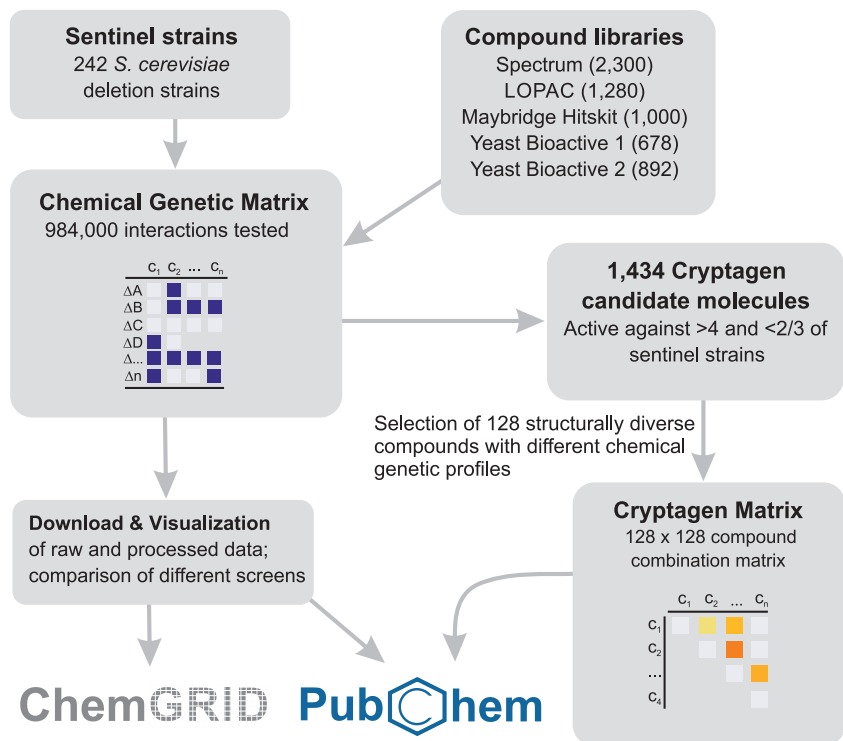 Sentinel strains
242 S. cerevisiae
deletion strains
Compound libraries
Spectrum (2,300)
LOPAC (1,280)
Maybridge Hitskit (1,000)
Yeast Bioactive 1 (678)
Yeast Bioactive 2 (892)
Chemical Genetic Matrix
984,000 interactions tested
c1 c2 ... cn
ΔA
ΔB
ΔC
ΔD
Δ...
Δn
1,434 Cryptagen
candidate molecules
Active against >4 and <2/3 of
sentinel strains
Selection of 128 structurally diverse
compounds with different chemical
genetic profiles
Download & Visualization
of raw and processed data;
comparison of different screens
Cryptagen Matrix
128 x 128 compound
combination matrix
c1 c2 ... cn
c1
c2
...
c4
ChemGRID
PubChem